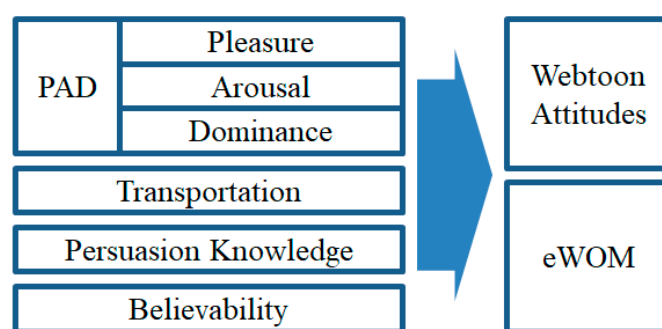 PAD
Pleasure
Arousal
Dominance
Transportation
Persuasion Knowledge
Believability
Webtoon
Attitudes
eWOM